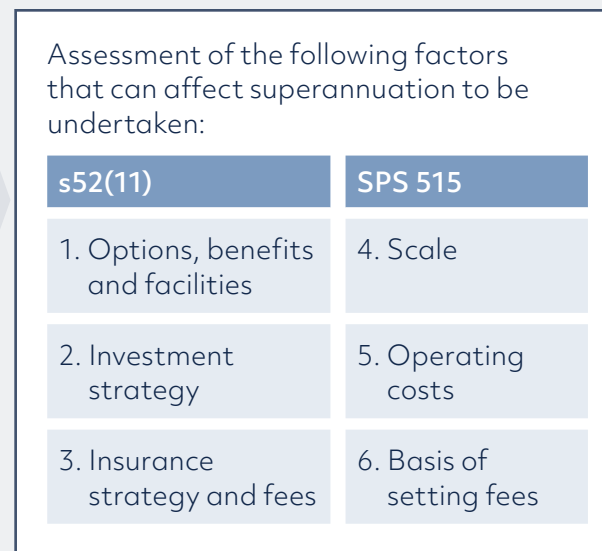 Assessment of the following factors
that can affect superannuation to be
undertaken:
s52(11)
SPS 515
1. Options, benefits
and facilities
4. Scale
2. Investment
strategy
5. Operating
costs
3. Insurance
strategy and fees
6. Basis of
setting fees